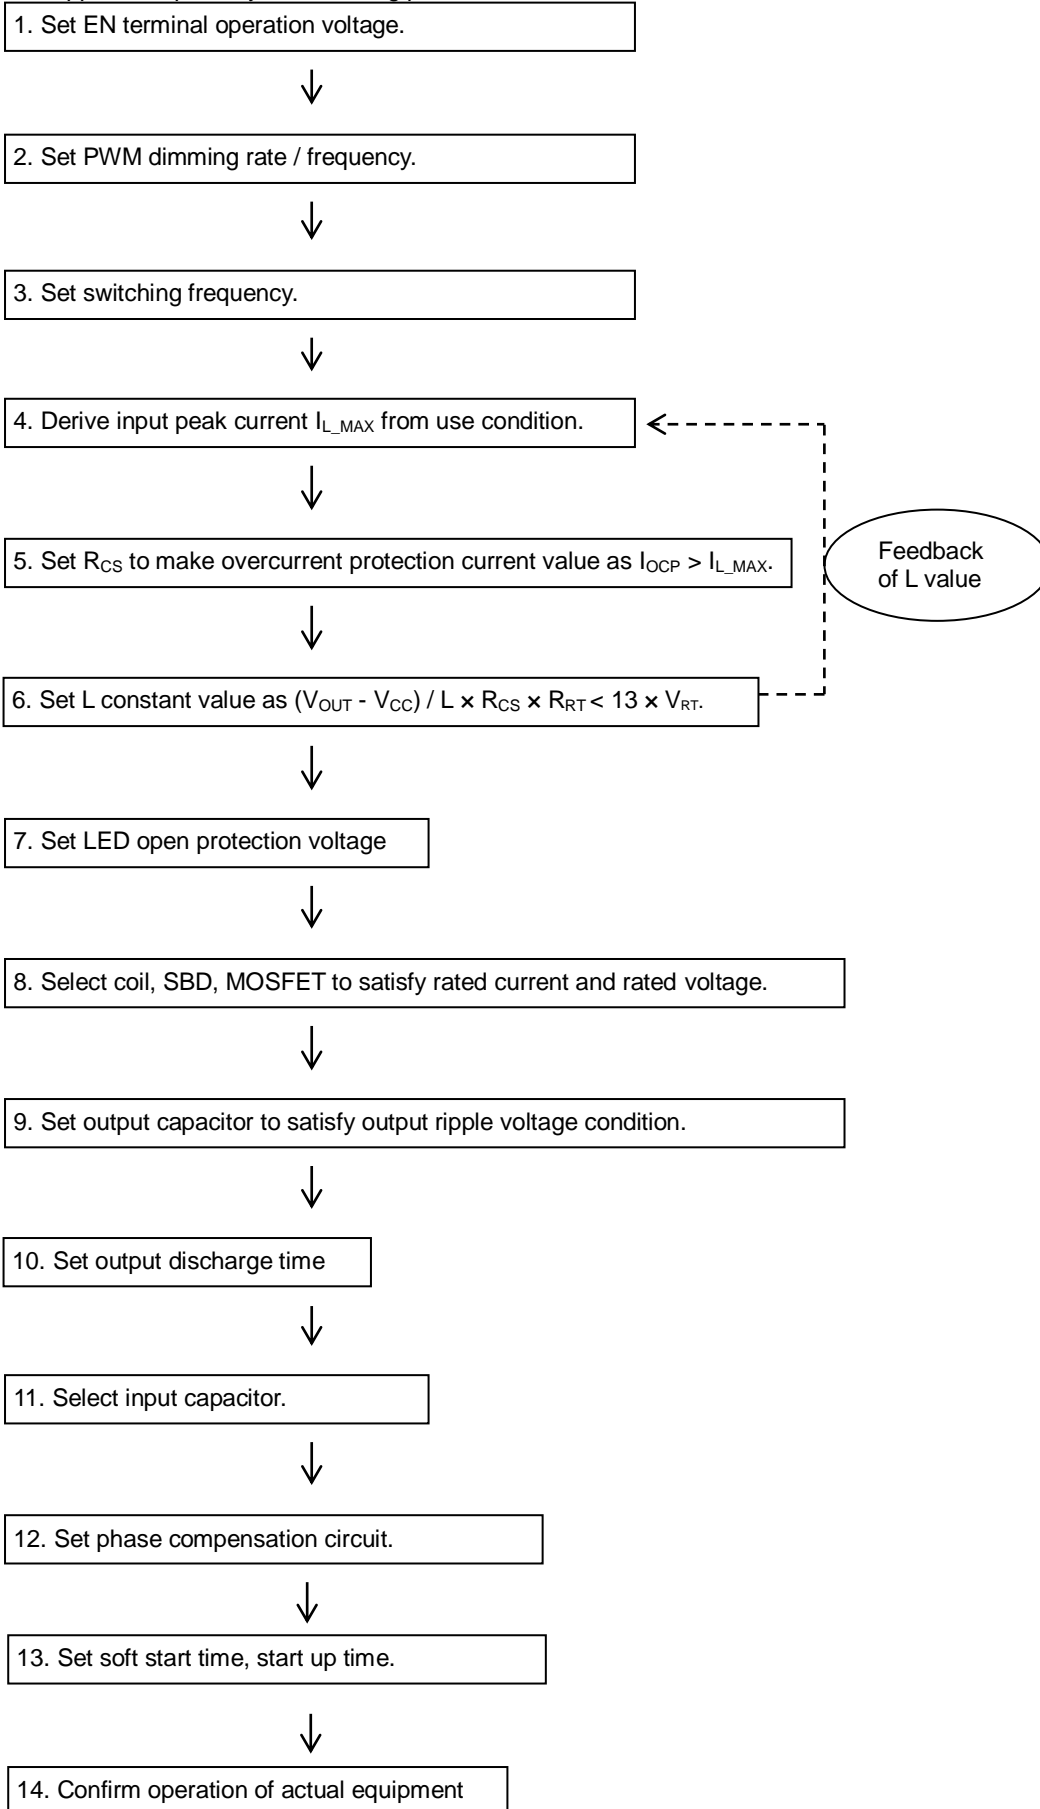 1. Set EN terminal operation voltage.
2. Set PWM dimming rate / frequency.
3. Set switching frequency.
4. Derive input peak current I_L_MAX from use condition.
5. Set R_CS to make overcurrent protection current value as I_OCP > I_L_MAX.
Feedback
of L value
6. Set L constant value as (V_OUT - V_CC) / L × R_CS × R_RT < 13 × V_RT.
7. Set LED open protection voltage
8. Select coil, SBD, MOSFET to satisfy rated current and rated voltage.
9. Set output capacitor to satisfy output ripple voltage condition.
10. Set output discharge time
11. Select input capacitor.
12. Set phase compensation circuit.
13. Set soft start time, start up time.
14. Confirm operation of actual equipment